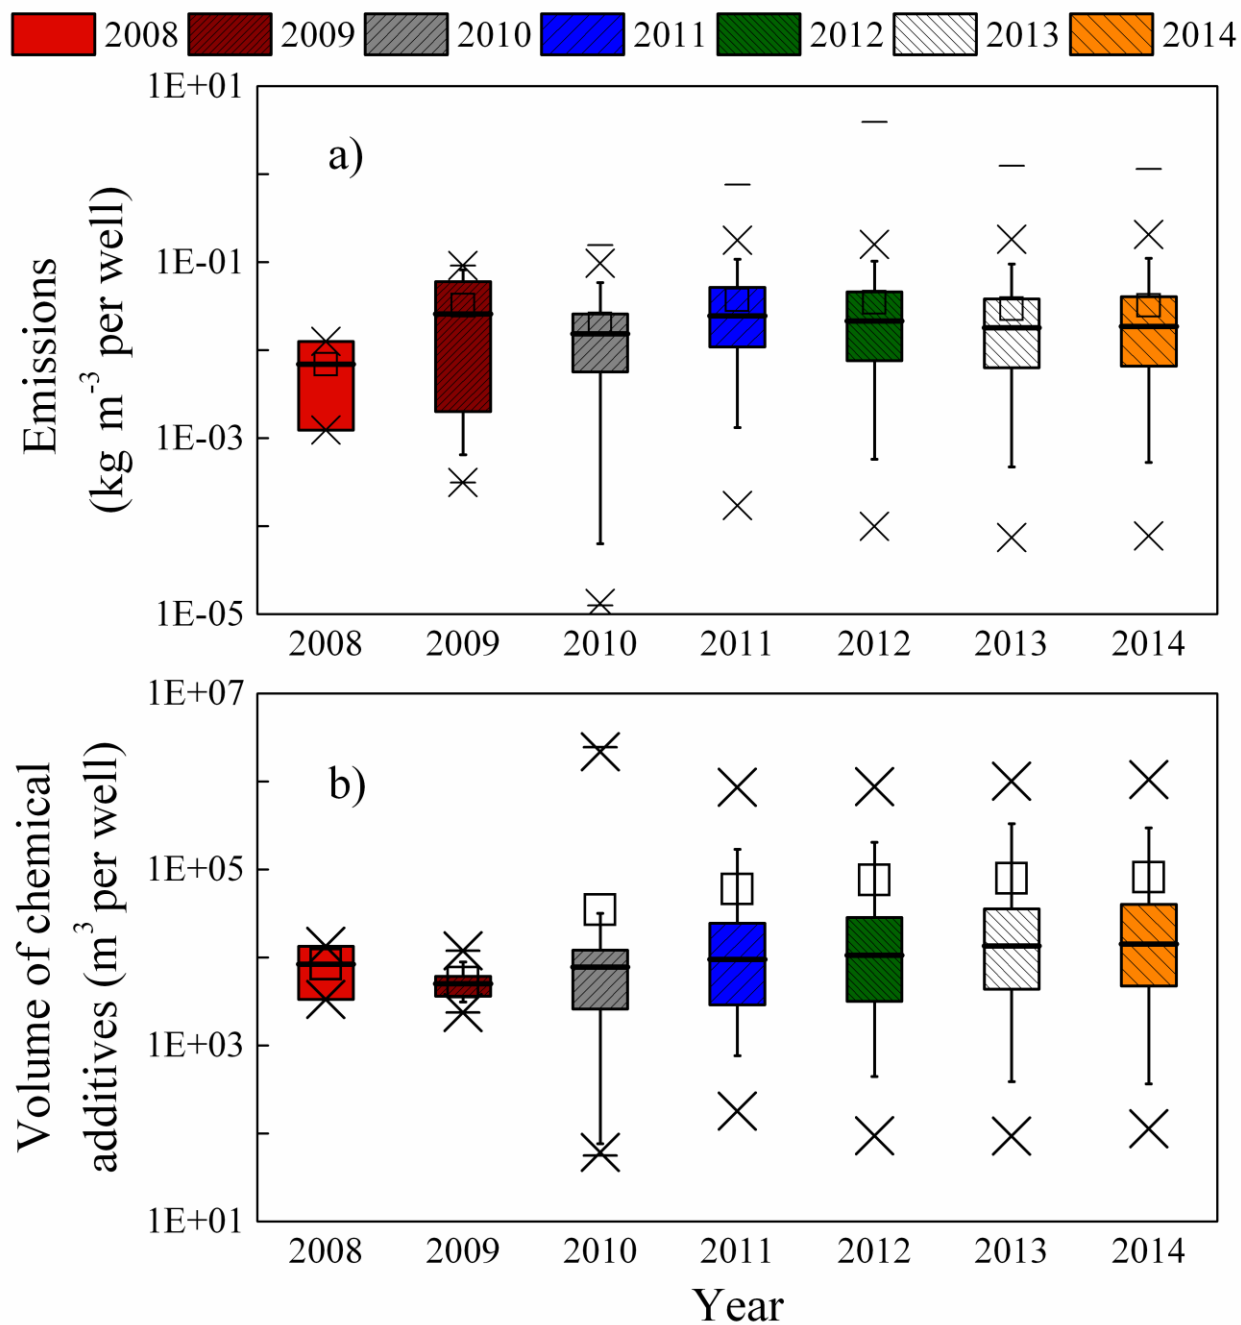 2008 2009 2010 2011 2012 2013 2014
1E+01
a)
1E-01
1E-03
1E-05
Emissions
(kg m-3 per well)
2008 2009 2010 2011 2012 2013 2014
1E+07
b)
1E+05
1E+03
1E+01
Volume of chemical
additives (m3 per well)
2008 2009 2010 2011 2012 2013 2014
Year